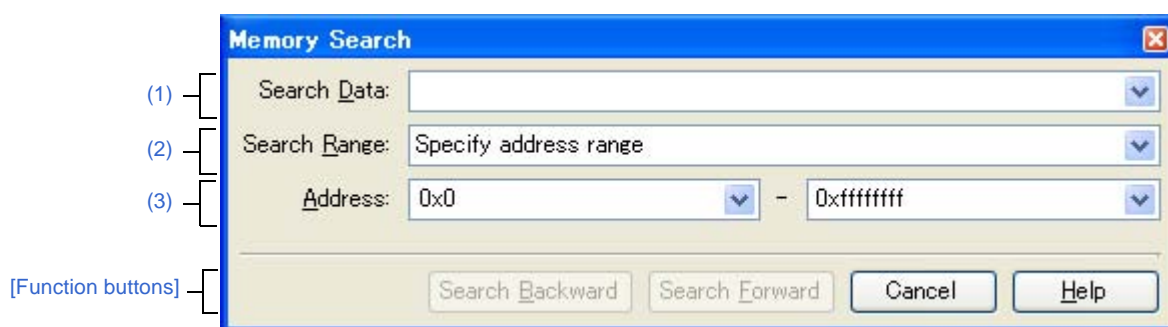 Memory Search
(1) Search Data:
(2) Search Range: Specify address range
(3) Address: 0x0 - 0xffffffff
[Function buttons] Search Backward Search Forward Cancel Help